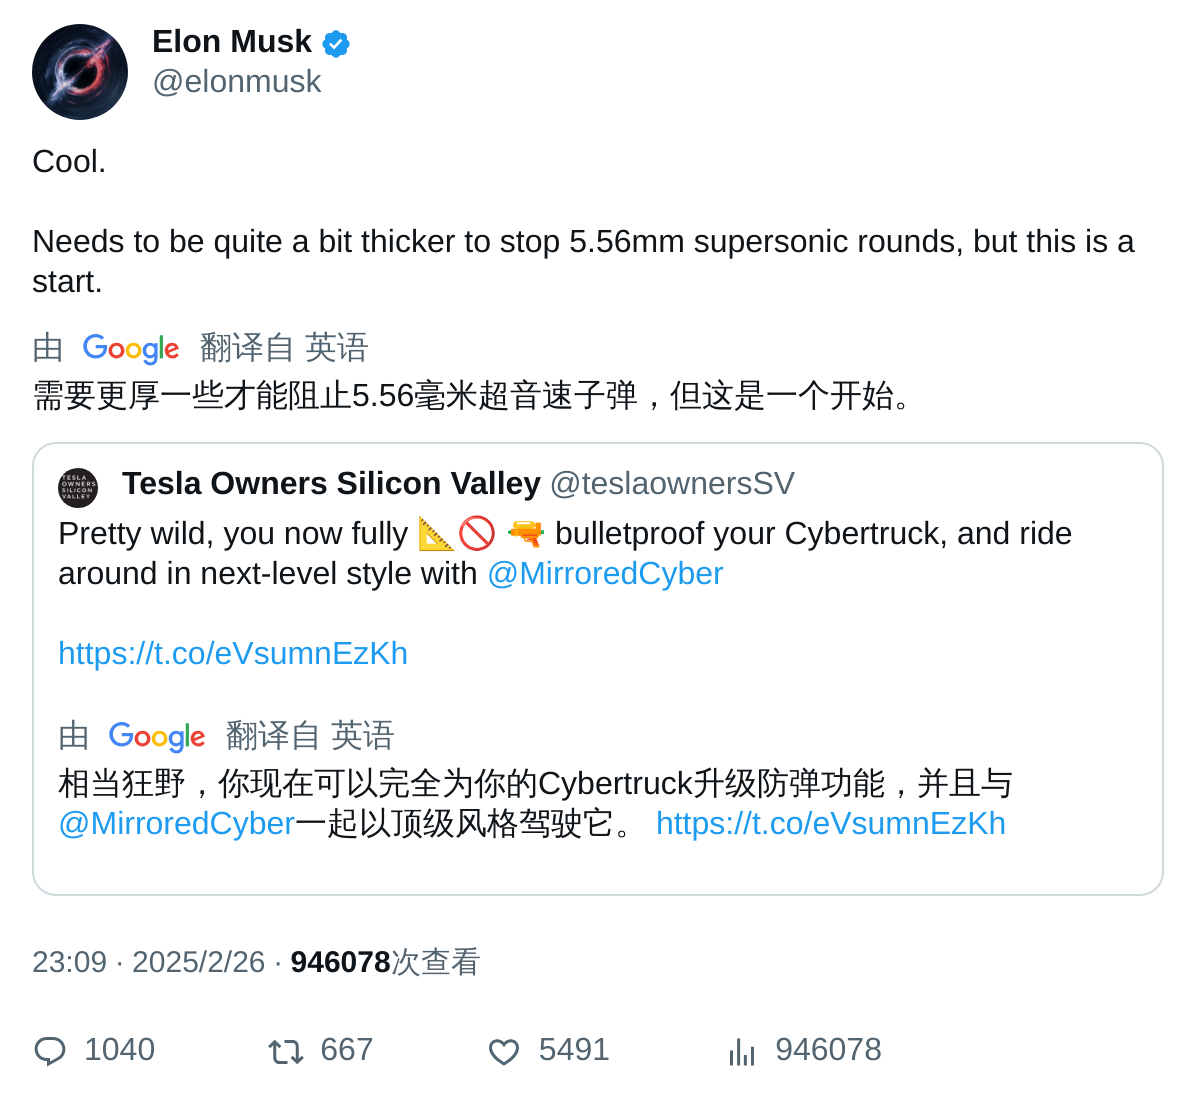 Elon Musk
@elonmusk
Cool.
Needs to be quite a bit thicker to stop 5.56mm supersonic rounds, but this is a
start.
由 Google 翻译自 英语
需要更厚一些才能阻止5.56毫米超音速子弹，但这是一个开始。
TESLA
OWNERS
SILICON
VALLEY
Tesla Owners Silicon Valley @teslaownersSV
Pretty wild, you now fully 📐🚫 🔫 bulletproof your Cybertruck, and ride
around in next-level style with @MirroredCyber
https://t.co/eVsumnEzKh
由 Google 翻译自 英语
相当狂野，你现在可以完全为你的Cybertruck升级防弹功能，并且与
@MirroredCyber一起以顶级风格驾驶它。 https://t.co/eVsumnEzKh
23:09 · 2025/2/26 · 946078次查看
1040 667 5491 946078